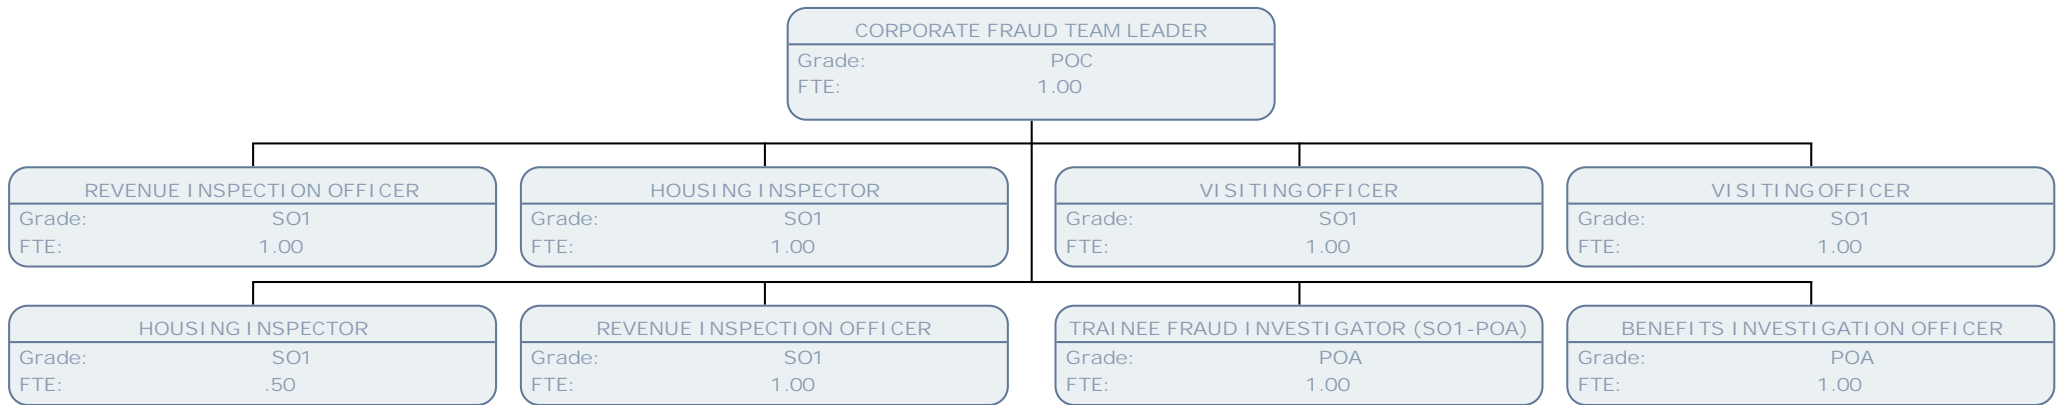 CORPORATE FRAUD TEAM LEADER
Grade: POC
FTE: 1.00
REVENUE INSPECTION OFFICER
Grade: SO1
FTE: 1.00
HOUSING INSPECTOR
Grade: SO1
FTE: 1.00
VISITING OFFICER
Grade: SO1
FTE: 1.00
VISITING OFFICER
Grade: SO1
FTE: 1.00
HOUSING INSPECTOR
Grade: SO1
FTE: .50
REVENUE INSPECTION OFFICER
Grade: SO1
FTE: 1.00
TRAINEE FRAUD INVESTIGATOR (SO1-POA)
Grade: POA
FTE: 1.00
BENEFITS INVESTIGATION OFFICER
Grade: POA
FTE: 1.00